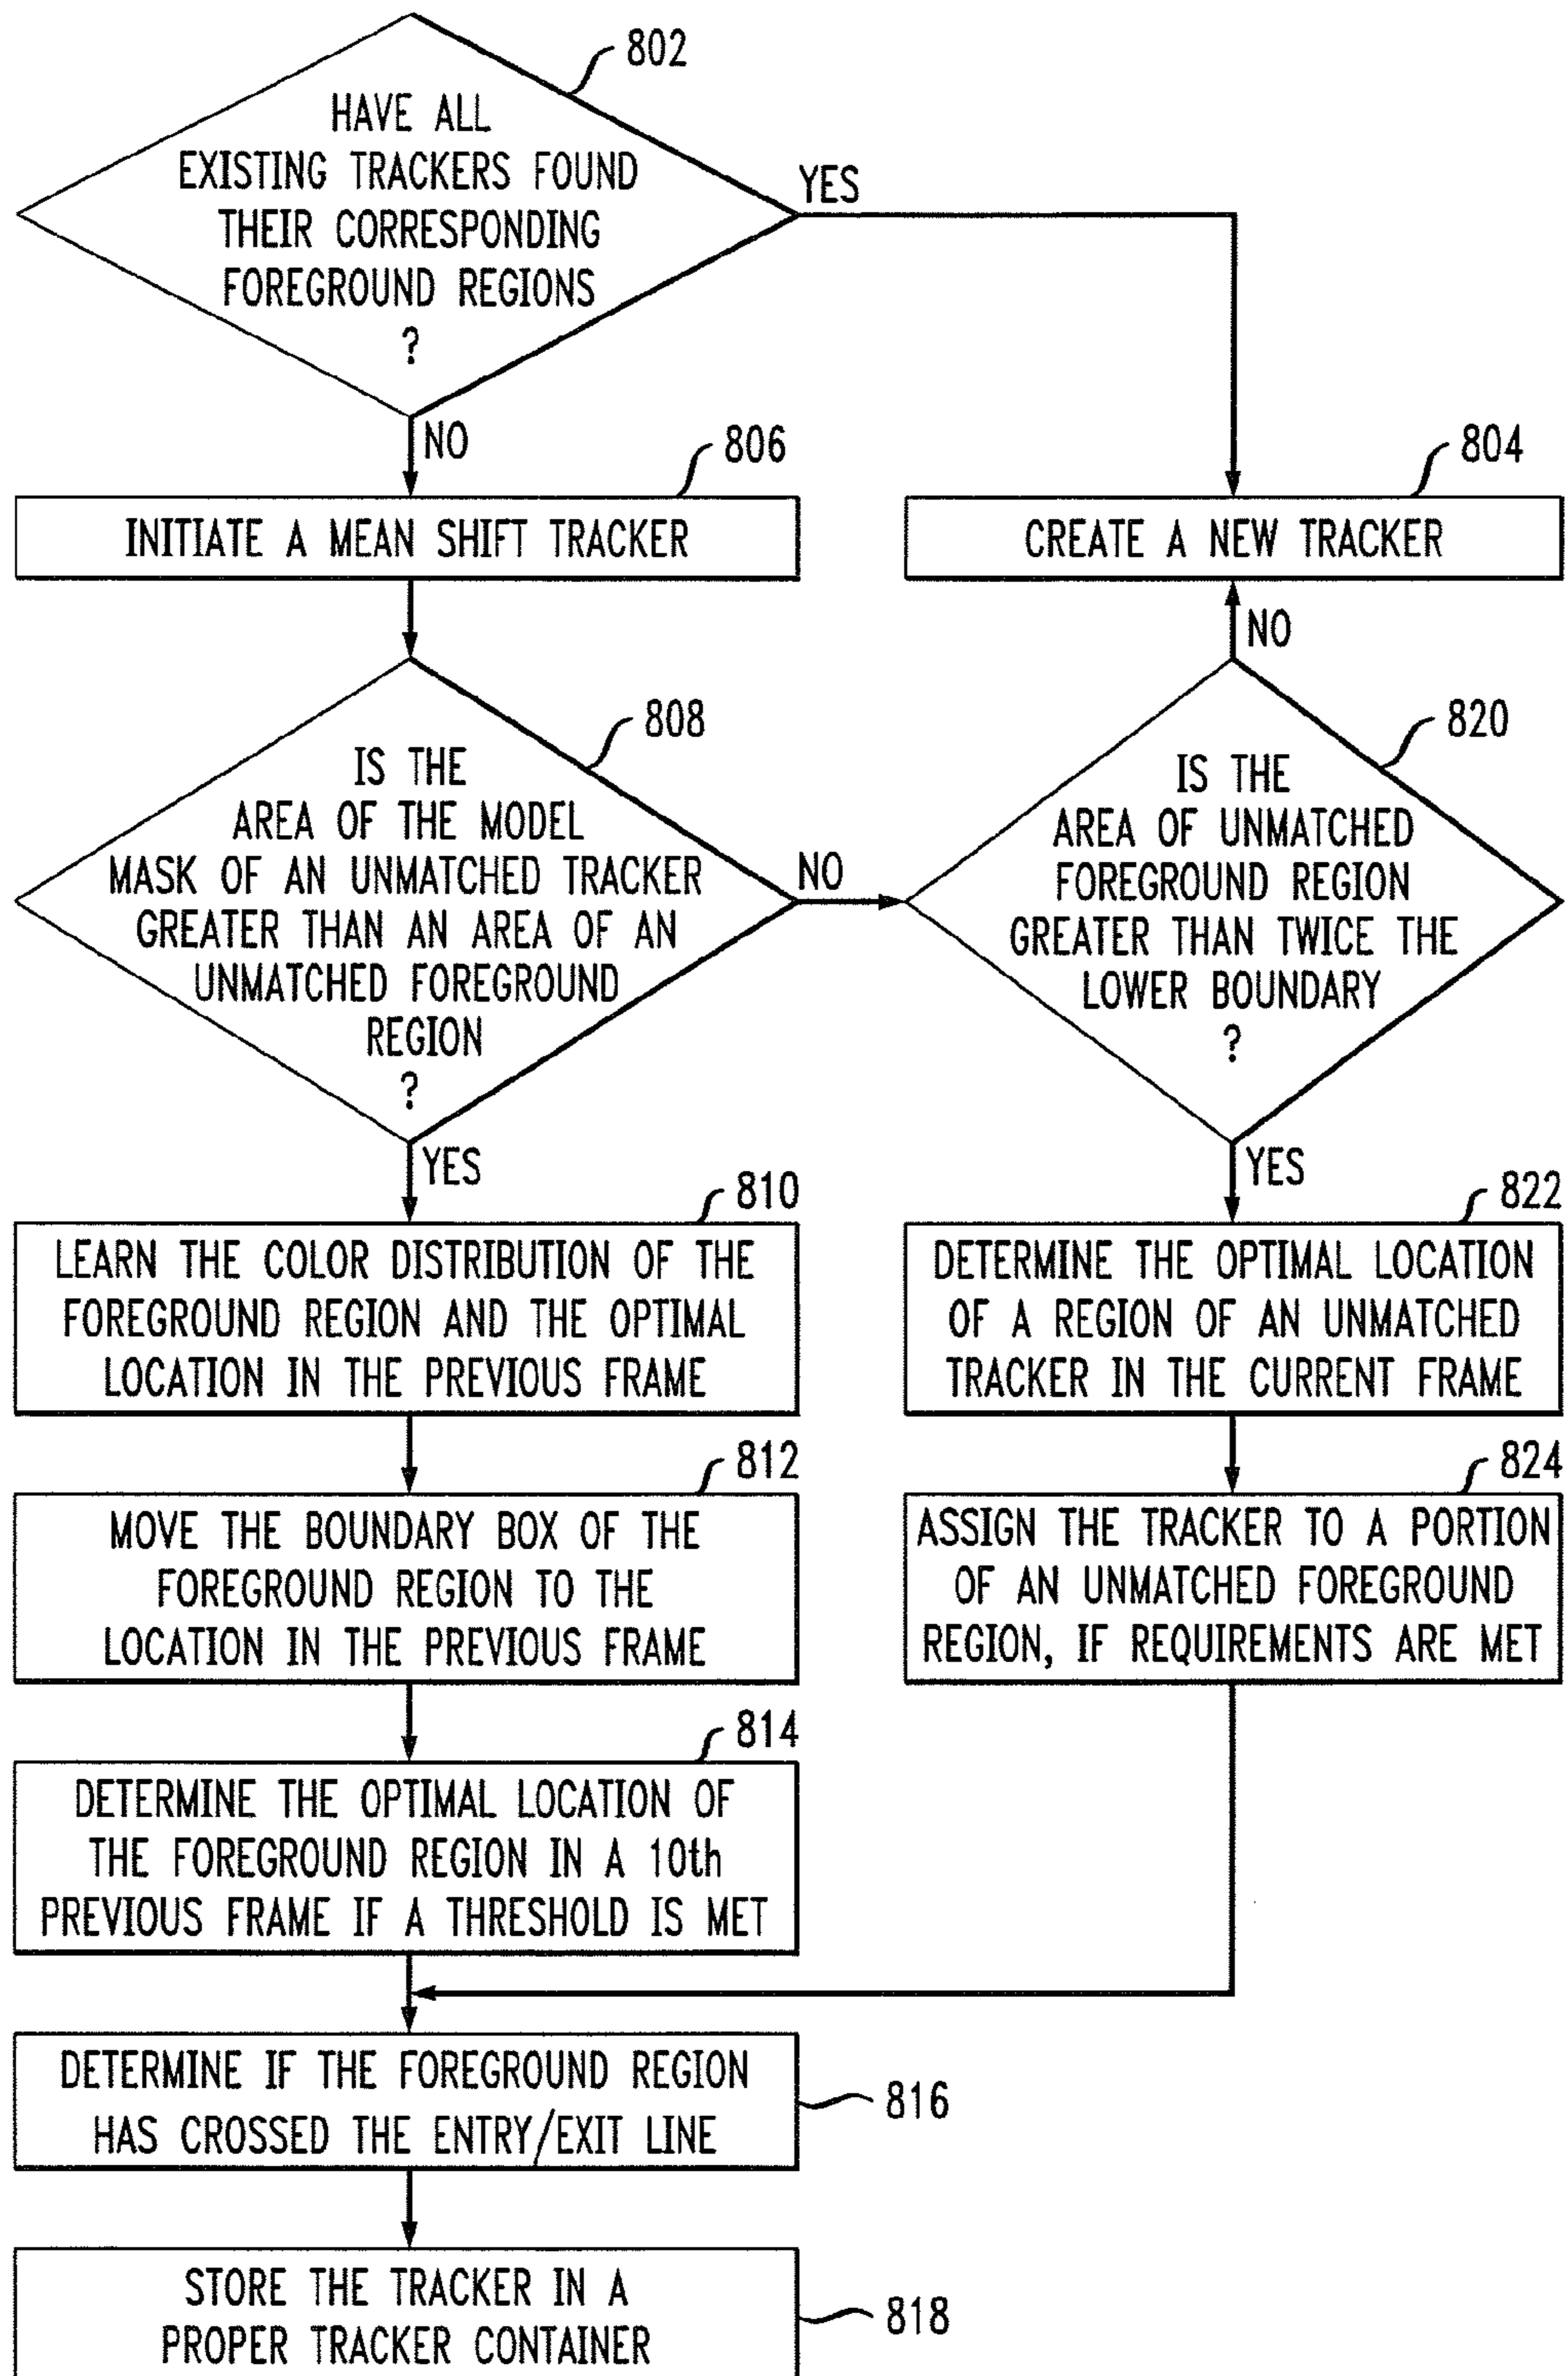 802
HAVE ALL
EXISTING TRACKERS FOUND
THEIR CORRESPONDING
FOREGROUND REGIONS
?
YES
NO
806
INITIATE A MEAN SHIFT TRACKER
804
CREATE A NEW TRACKER
NO
808
IS THE
AREA OF THE MODEL
MASK OF AN UNMATCHED TRACKER
GREATER THAN AN AREA OF AN
UNMATCHED FOREGROUND
REGION
?
NO
YES
820
IS THE
AREA OF UNMATCHED
FOREGROUND REGION
GREATER THAN TWICE THE
LOWER BOUNDARY
?
YES
810
LEARN THE COLOR DISTRIBUTION OF THE
FOREGROUND REGION AND THE OPTIMAL
LOCATION IN THE PREVIOUS FRAME
822
DETERMINE THE OPTIMAL LOCATION
OF A REGION OF AN UNMATCHED
TRACKER IN THE CURRENT FRAME
812
MOVE THE BOUNDARY BOX OF THE
FOREGROUND REGION TO THE
LOCATION IN THE PREVIOUS FRAME
824
ASSIGN THE TRACKER TO A PORTION
OF AN UNMATCHED FOREGROUND
REGION, IF REQUIREMENTS ARE MET
814
DETERMINE THE OPTIMAL LOCATION OF
THE FOREGROUND REGION IN A 10th
PREVIOUS FRAME IF A THRESHOLD IS MET
DETERMINE IF THE FOREGROUND REGION
HAS CROSSED THE ENTRY/EXIT LINE
816
STORE THE TRACKER IN A
PROPER TRACKER CONTAINER
818